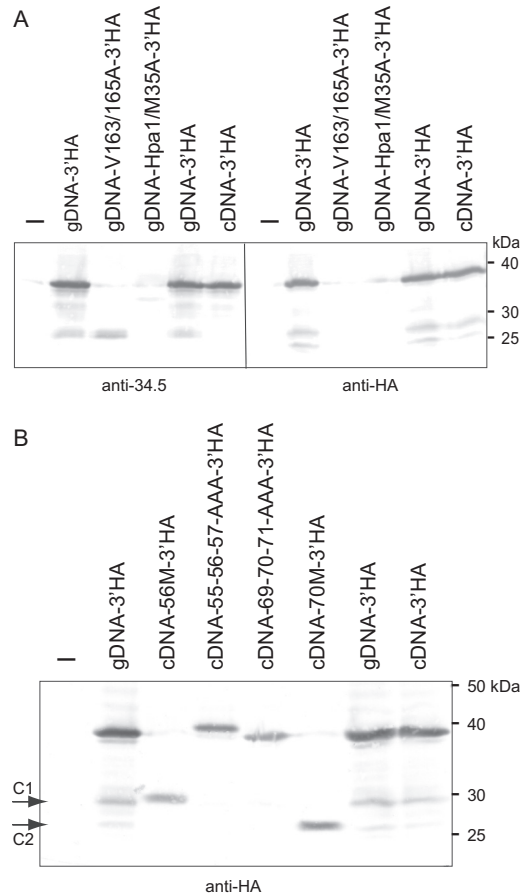 A
–
gDNA-3'HA
gDNA-V163/165A-3'HA
gDNA-Hpa1/M35A-3'HA
gDNA-3'HA
cDNA-3'HA
–
gDNA-3'HA
gDNA-V163/165A-3'HA
gDNA-Hpa1/M35A-3'HA
gDNA-3'HA
cDNA-3'HA
kDa
40
30
25
anti-34.5
anti-HA
B
–
gDNA-3'HA
cDNA-56M-3'HA
cDNA-55-56-57-AAA-3'HA
cDNA-69-70-71-AAA-3'HA
cDNA-70M-3'HA
gDNA-3'HA
cDNA-3'HA
50 kDa
40
30
25
C1
C2
anti-HA